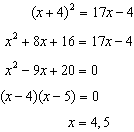 (x+4)² = 17x−4
x² + 8x + 16 = 17x − 4
x² − 9x + 20 = 0
(x−4)(x−5) = 0
x = 4, 5